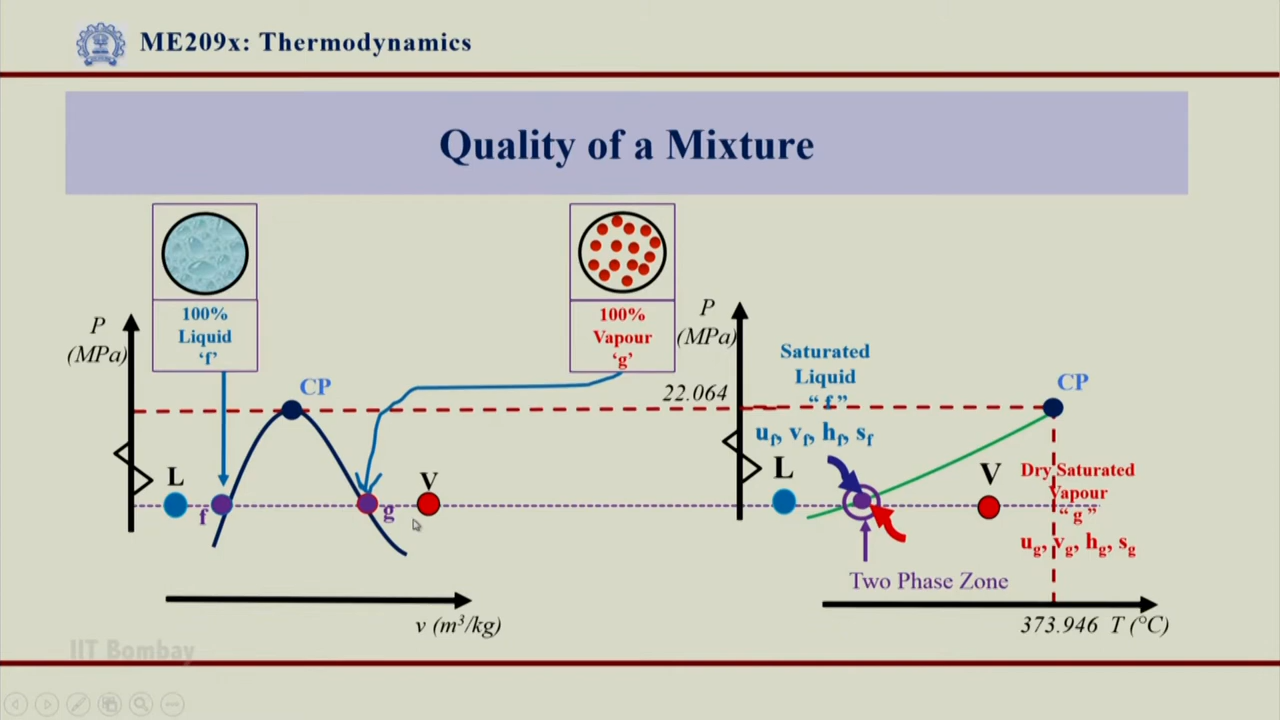 ME209x: Thermodynamics
Quality of a Mixture
100%
Liquid
‘f’
100%
Vapour
‘g’
P
(MPa)
CP
L
f
g
V
v (m³/kg)
22.064
P
(MPa)
Saturated
Liquid
“ f ”
uf, vf, hf, sf
CP
L
V
Dry Saturated
Vapour
“ g ”
ug, vg, hg, sg
Two Phase Zone
373.946 T (°C)
IIT Bombay